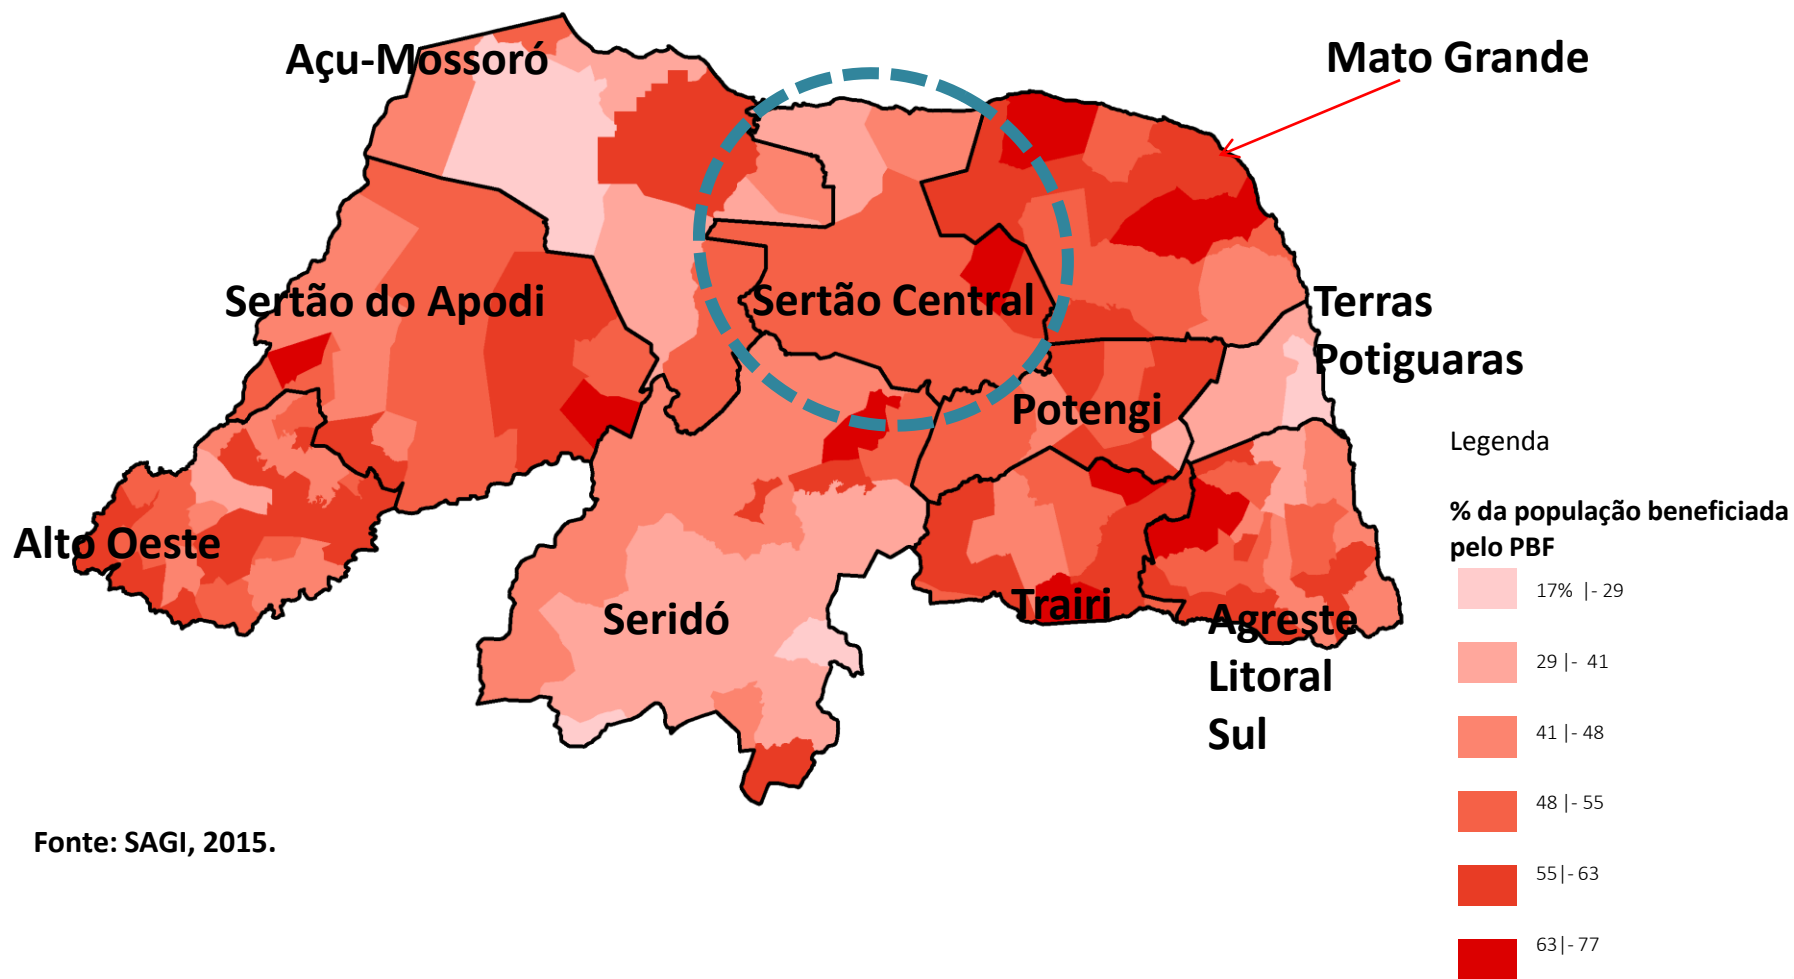 Açu-Mossoró
Mato Grande
Sertão do Apodi
Sertão Central
Terras
Potiguaras
Potengi
Legenda
% da população beneficiada
pelo PBF
Alto Oeste
17% |- 29
Seridó
Trairi
Agreste
Litoral
Sul
29 |- 41
41 |- 48
48 |- 55
55|- 63
63|- 77
Fonte: SAGI, 2015.